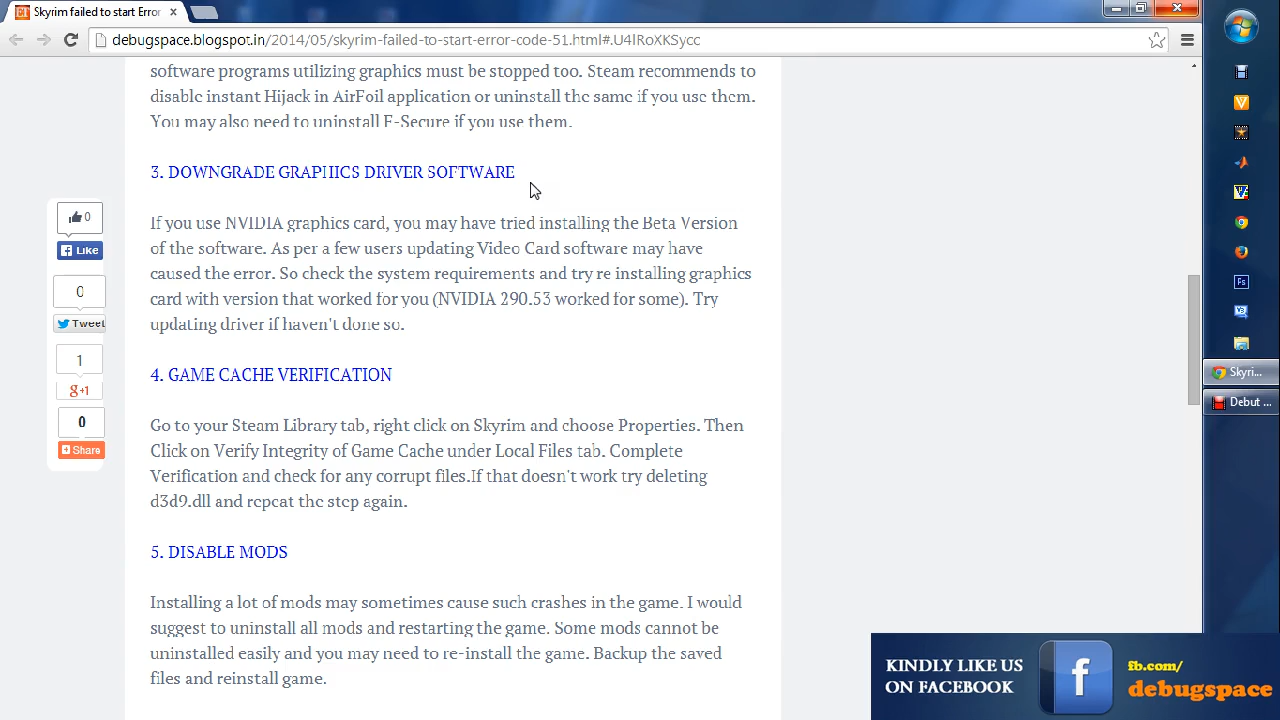 Skyrim failed to start Error
debugspace.blogspot.in/2014/05/skyrim-failed-to-start-error-code-51.html#.U4lRoXKSycc
software programs utilizing graphics must be stopped too. Steam recommends to
disable instant Hijack in AirFoil application or uninstall the same if you use them.
You may also need to uninstall F-Secure if you use them.
3. DOWNGRADE GRAPHICS DRIVER SOFTWARE
If you use NVIDIA graphics card, you may have tried installing the Beta Version
of the software. As per a few users updating Video Card software may have
caused the error. So check the system requirements and try re installing graphics
card with version that worked for you (NVIDIA 290.53 worked for some). Try
updating driver if haven't done so.
4. GAME CACHE VERIFICATION
Go to your Steam Library tab, right click on Skyrim and choose Properties. Then
Click on Verify Integrity of Game Cache under Local Files tab. Complete
Verification and check for any corrupt files.If that doesn't work try deleting
d3d9.dll and repeat the step again.
5. DISABLE MODS
Installing a lot of mods may sometimes cause such crashes in the game. I would
suggest to uninstall all mods and restarting the game. Some mods cannot be
uninstalled easily and you may need to re-install the game. Backup the saved
files and reinstall game.
0
Like
0
Tweet
1
g+1
0
Share
Ps
Skyri...
Debut ...
KINDLY LIKE US
ON FACEBOOK
f
fb.com/
debugspace